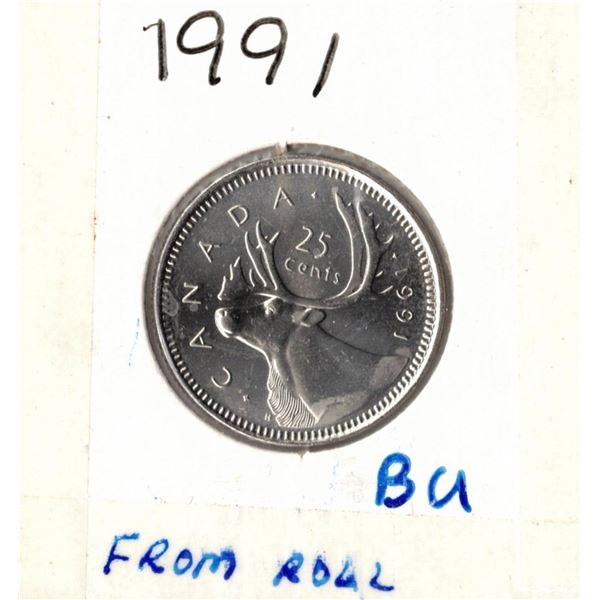 1991
CANADA
25
cents
1991
H
BU
FROM ROLL